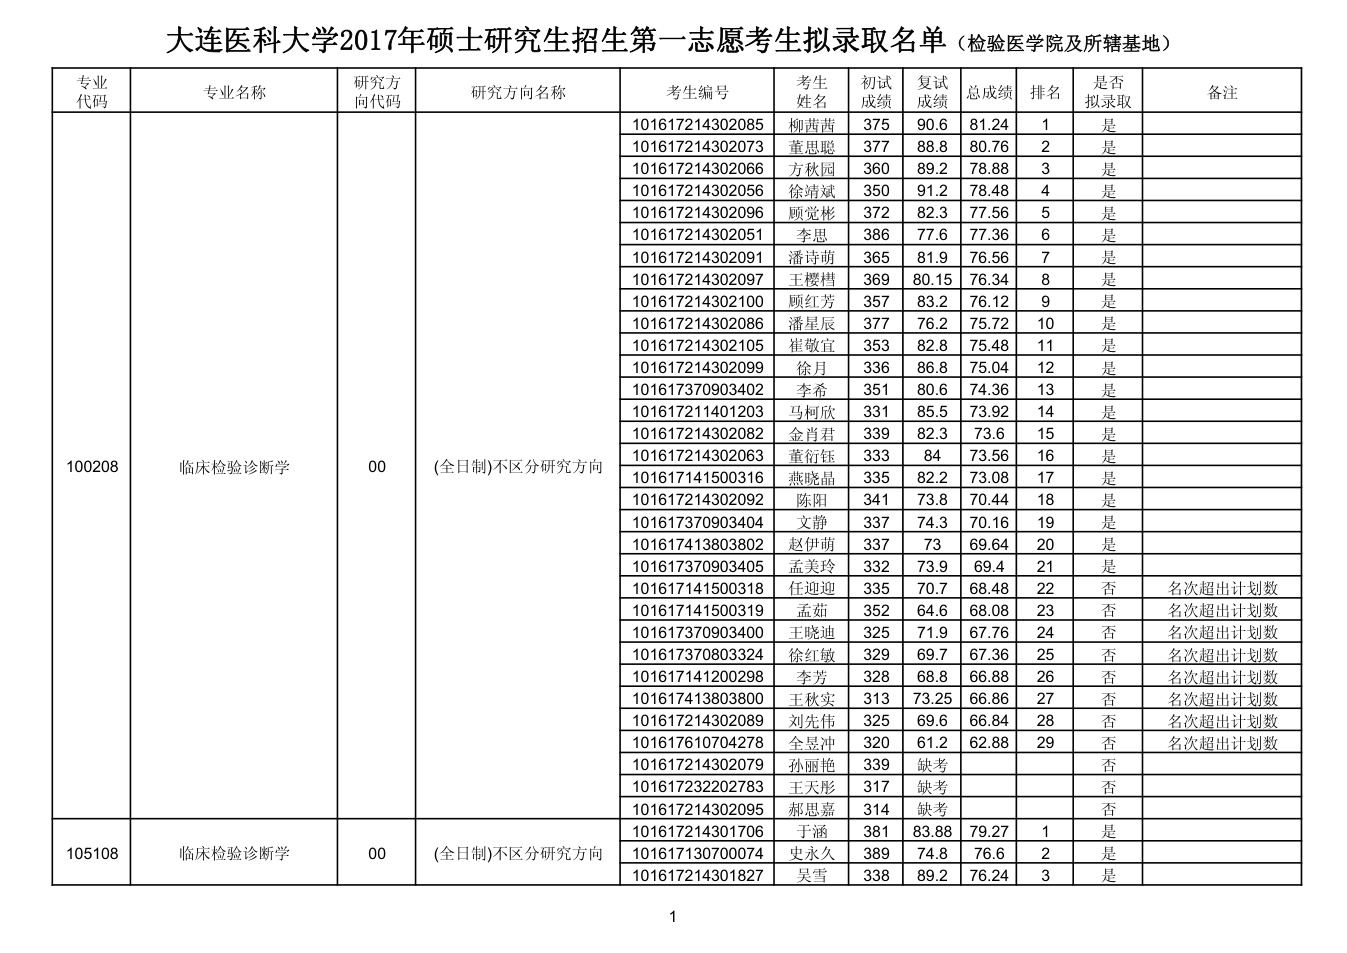 大连医科大学2017年硕士研究生招生第一志愿考生拟录取名单（检验医学院及所辖基地）
专业代码 专业名称 研究方向代码 研究方向名称 考生编号 考生姓名 初试成绩 复试成绩 总成绩 排名 是否拟录取 备注
100208 临床检验诊断学 00 (全日制)不区分研究方向
101617214302085 柳茜茜 375 90.6 81.24 1 是
101617214302073 董思聪 377 88.8 80.76 2 是
101617214302066 方秋园 360 89.2 78.88 3 是
101617214302056 徐靖斌 350 91.2 78.48 4 是
101617214302096 顾觉彬 372 82.3 77.56 5 是
101617214302051 李思 386 77.6 77.36 6 是
101617214302091 潘诗萌 365 81.9 76.56 7 是
101617214302097 王樱槥 369 80.15 76.34 8 是
101617214302100 顾红芳 357 83.2 76.12 9 是
101617214302086 潘星辰 377 76.2 75.72 10 是
101617214302105 崔敬宜 353 82.8 75.48 11 是
101617214302099 徐月 336 86.8 75.04 12 是
101617370903402 李希 351 80.6 74.36 13 是
101617211401203 马柯欣 331 85.5 73.92 14 是
101617214302082 金肖君 339 82.3 73.6 15 是
101617214302063 董衍钰 333 84 73.56 16 是
101617141500316 燕晓晶 335 82.2 73.08 17 是
101617214302092 陈阳 341 73.8 70.44 18 是
101617370903404 文静 337 74.3 70.16 19 是
101617413803802 赵伊萌 337 73 69.64 20 是
101617370903405 孟美玲 332 73.9 69.4 21 是
101617141500318 任迎迎 335 70.7 68.48 22 否 名次超出计划数
101617141500319 孟茹 352 64.6 68.08 23 否 名次超出计划数
101617370903400 王晓迪 325 71.9 67.76 24 否 名次超出计划数
101617370803324 徐红敏 329 69.7 67.36 25 否 名次超出计划数
101617141200298 李芳 328 68.8 66.88 26 否 名次超出计划数
101617413803800 王秋实 313 73.25 66.86 27 否 名次超出计划数
101617214302089 刘先伟 325 69.6 66.84 28 否 名次超出计划数
101617610704278 全昱冲 320 61.2 62.88 29 否 名次超出计划数
101617214302079 孙丽艳 339 缺考 否
101617232202783 王天彤 317 缺考 否
101617214302095 郝思嘉 314 缺考 否
105108 临床检验诊断学 00 (全日制)不区分研究方向
101617214301706 于涵 381 83.88 79.27 1 是
101617130700074 史永久 389 74.8 76.6 2 是
101617214301827 吴雪 338 89.2 76.24 3 是
1